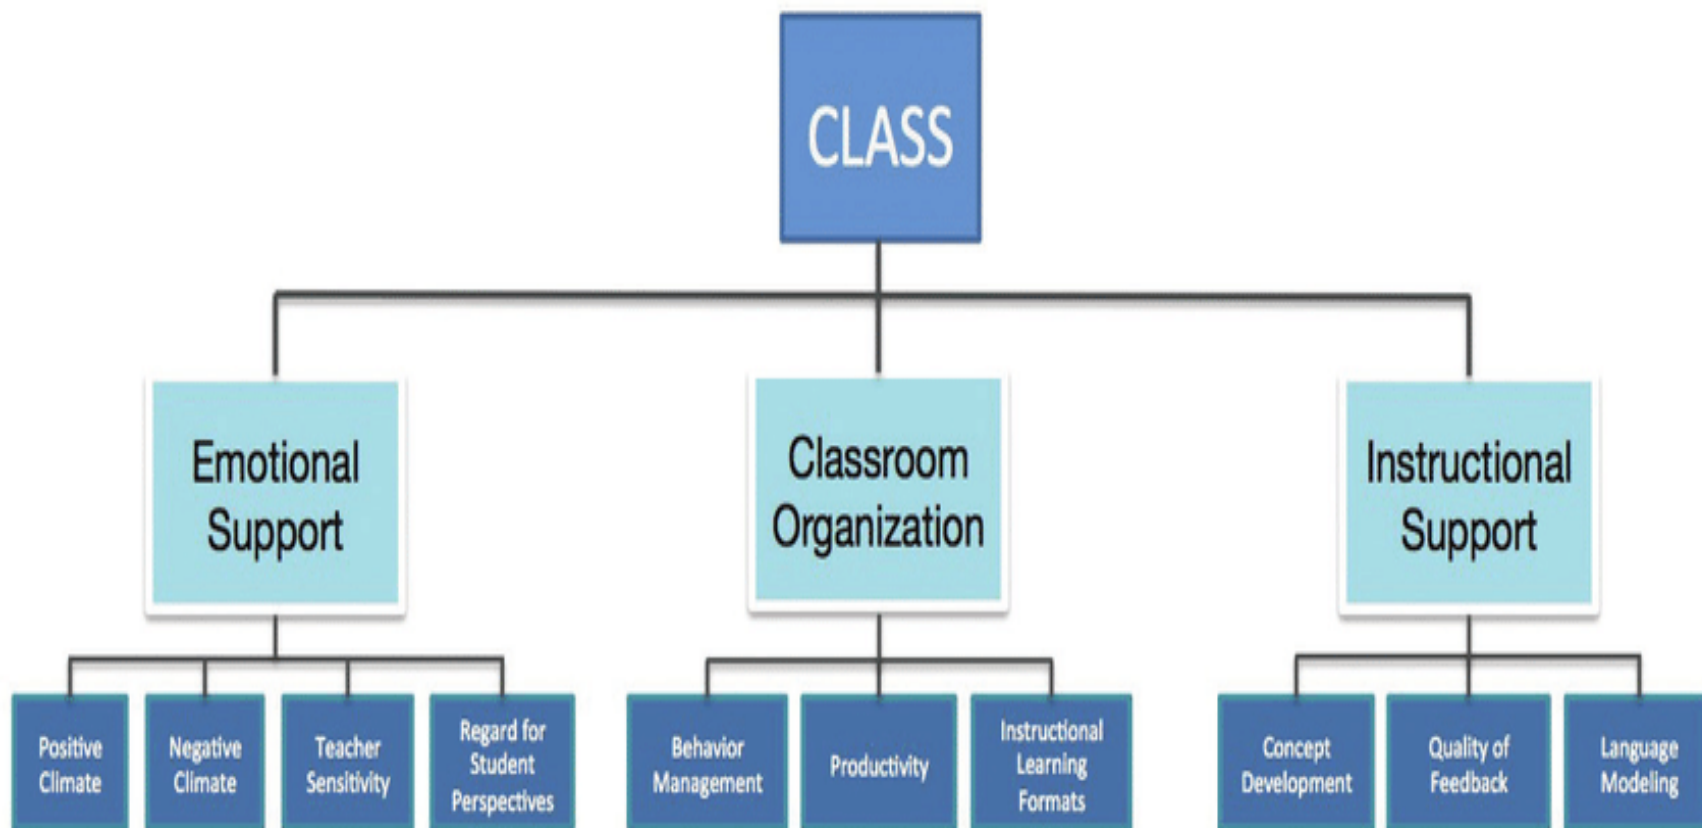 CLASS
Emotional
Support
Classroom
Organization
Instructional
Support
Positive
Climate
Negative
Climate
Teacher
Sensitivity
Regard for
Student
Perspectives
Behavior
Management
Productivity
Instructional
Learning
Formats
Concept
Development
Quality of
Feedback
Language
Modeling